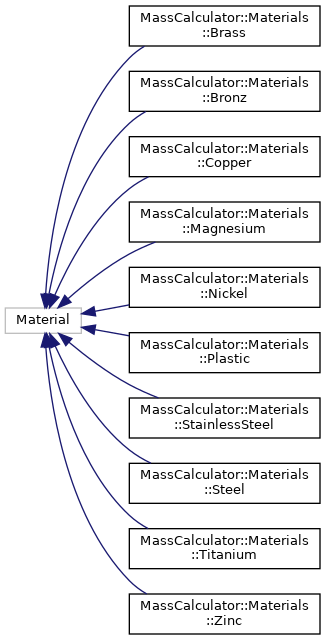 MassCalculator::Materials
::Brass
MassCalculator::Materials
::Bronz
MassCalculator::Materials
::Copper
MassCalculator::Materials
::Magnesium
MassCalculator::Materials
::Nickel
Material
MassCalculator::Materials
::Plastic
MassCalculator::Materials
::StainlessSteel
MassCalculator::Materials
::Steel
MassCalculator::Materials
::Titanium
MassCalculator::Materials
::Zinc